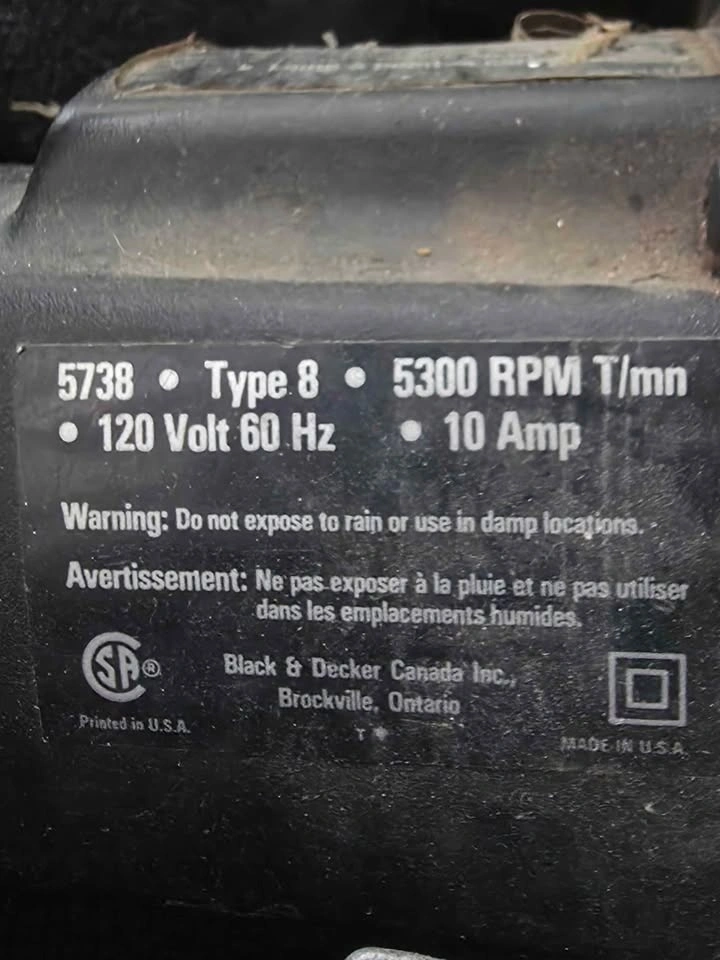 5738 • Type 8 • 5300 RPM T/mn
• 120 Volt 60 Hz • 10 Amp
Warning: Do not expose to rain or use in damp locations.
Avertissement: Ne pas exposer à la pluie et ne pas utiliser
dans les emplacements humides.
SA®
Black & Decker Canada Inc.,
Brockville, Ontario
Printed in U.S.A.
T *
MADE IN U.S.A.